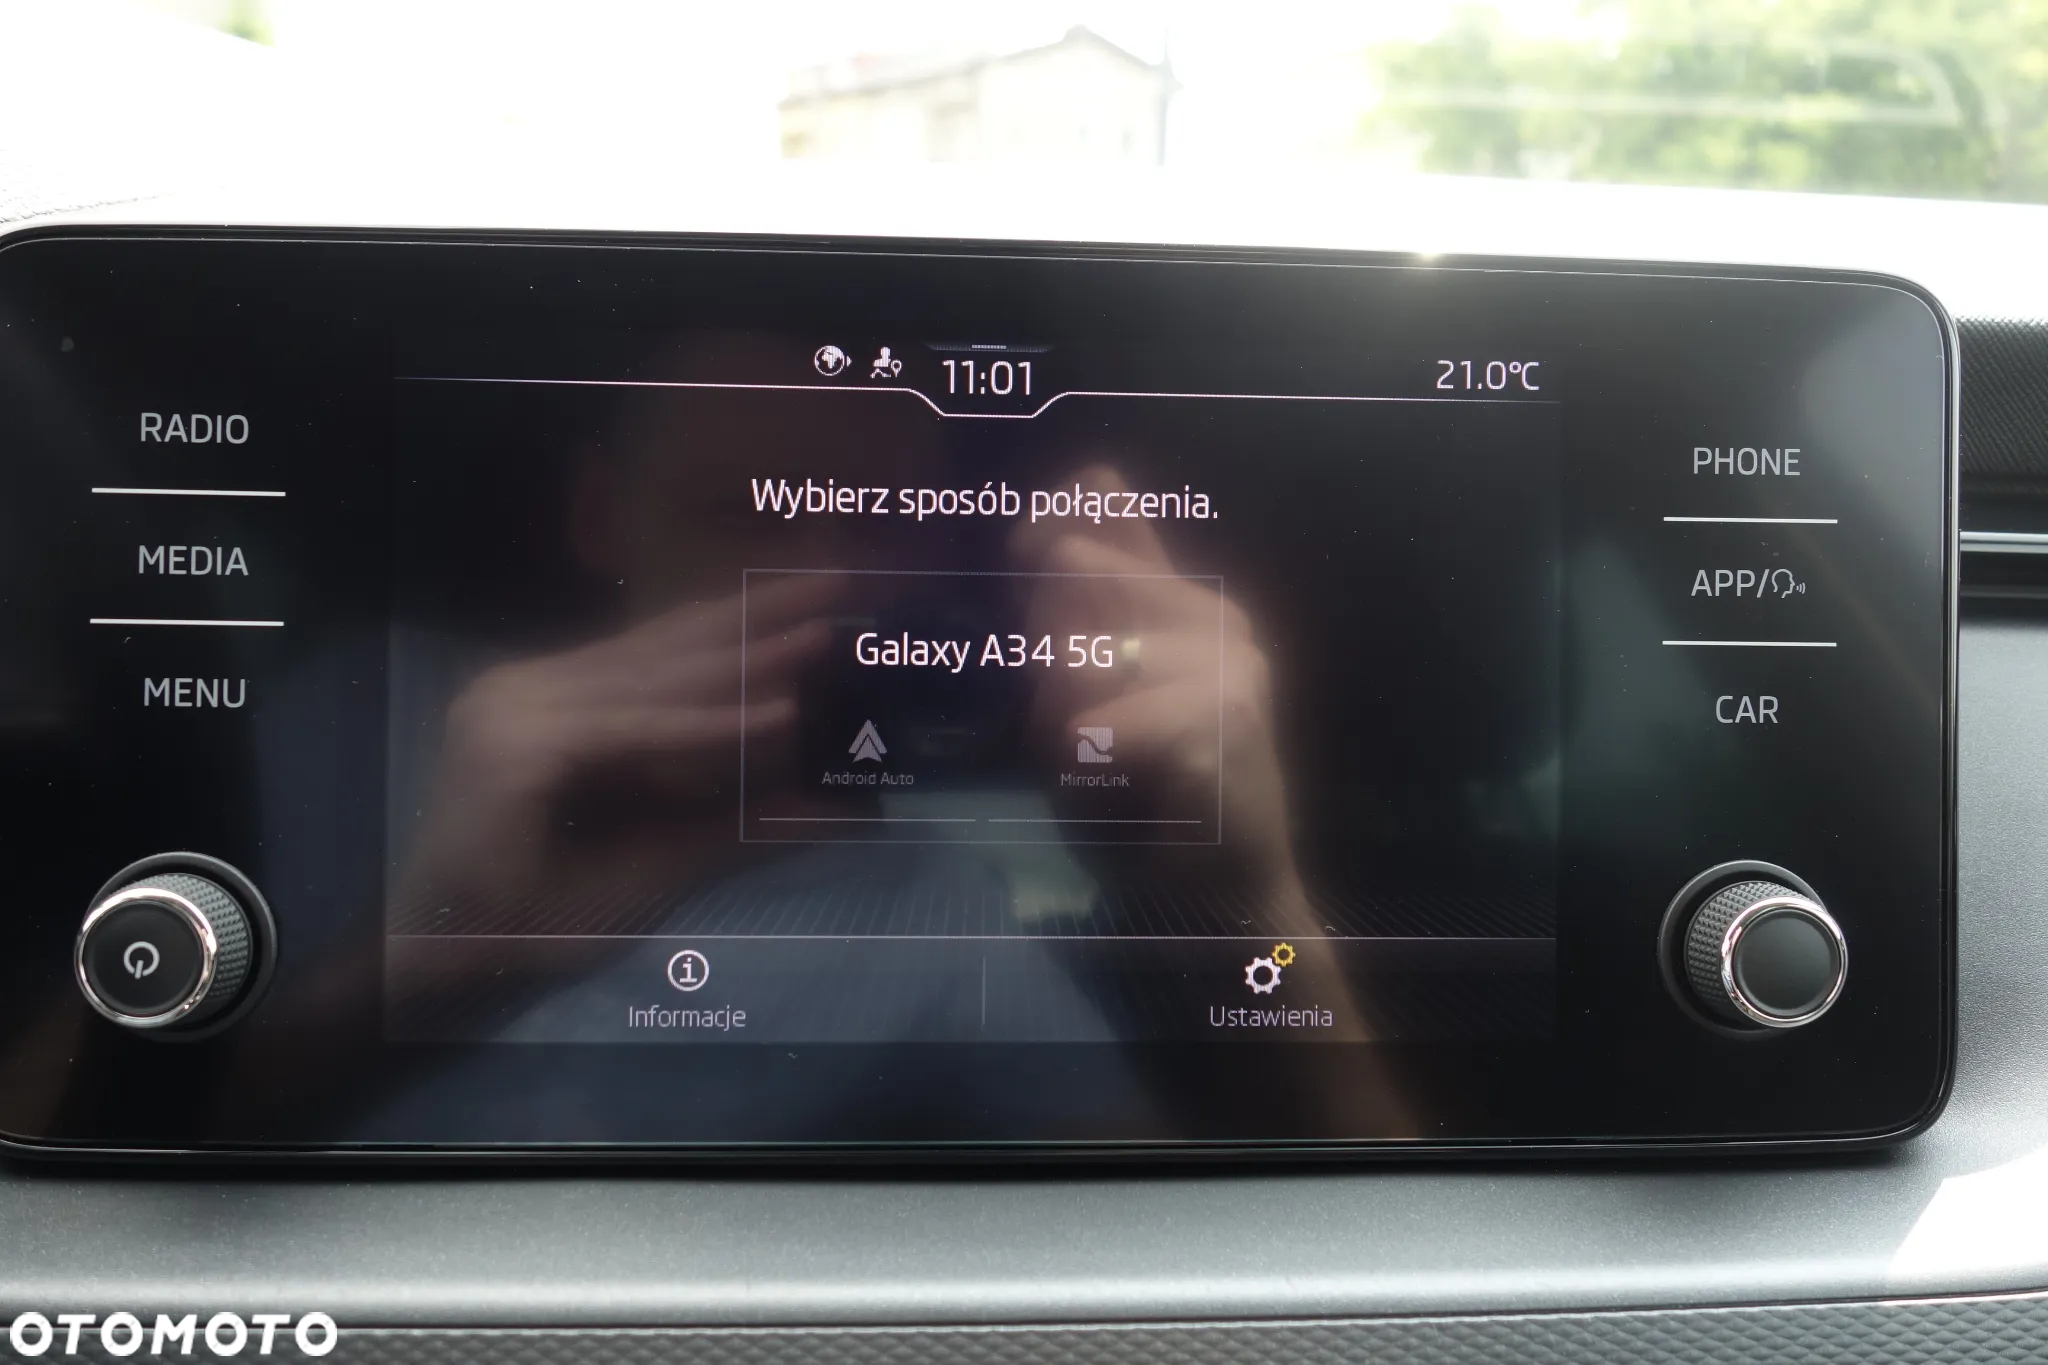 11:01
21.0°C
RADIO
MEDIA
MENU
Wybierz sposób połączenia.
Galaxy A34 5G
Android Auto
MirrorLink
Informacje
Ustawienia
PHONE
APP/
CAR
OTOMOTO